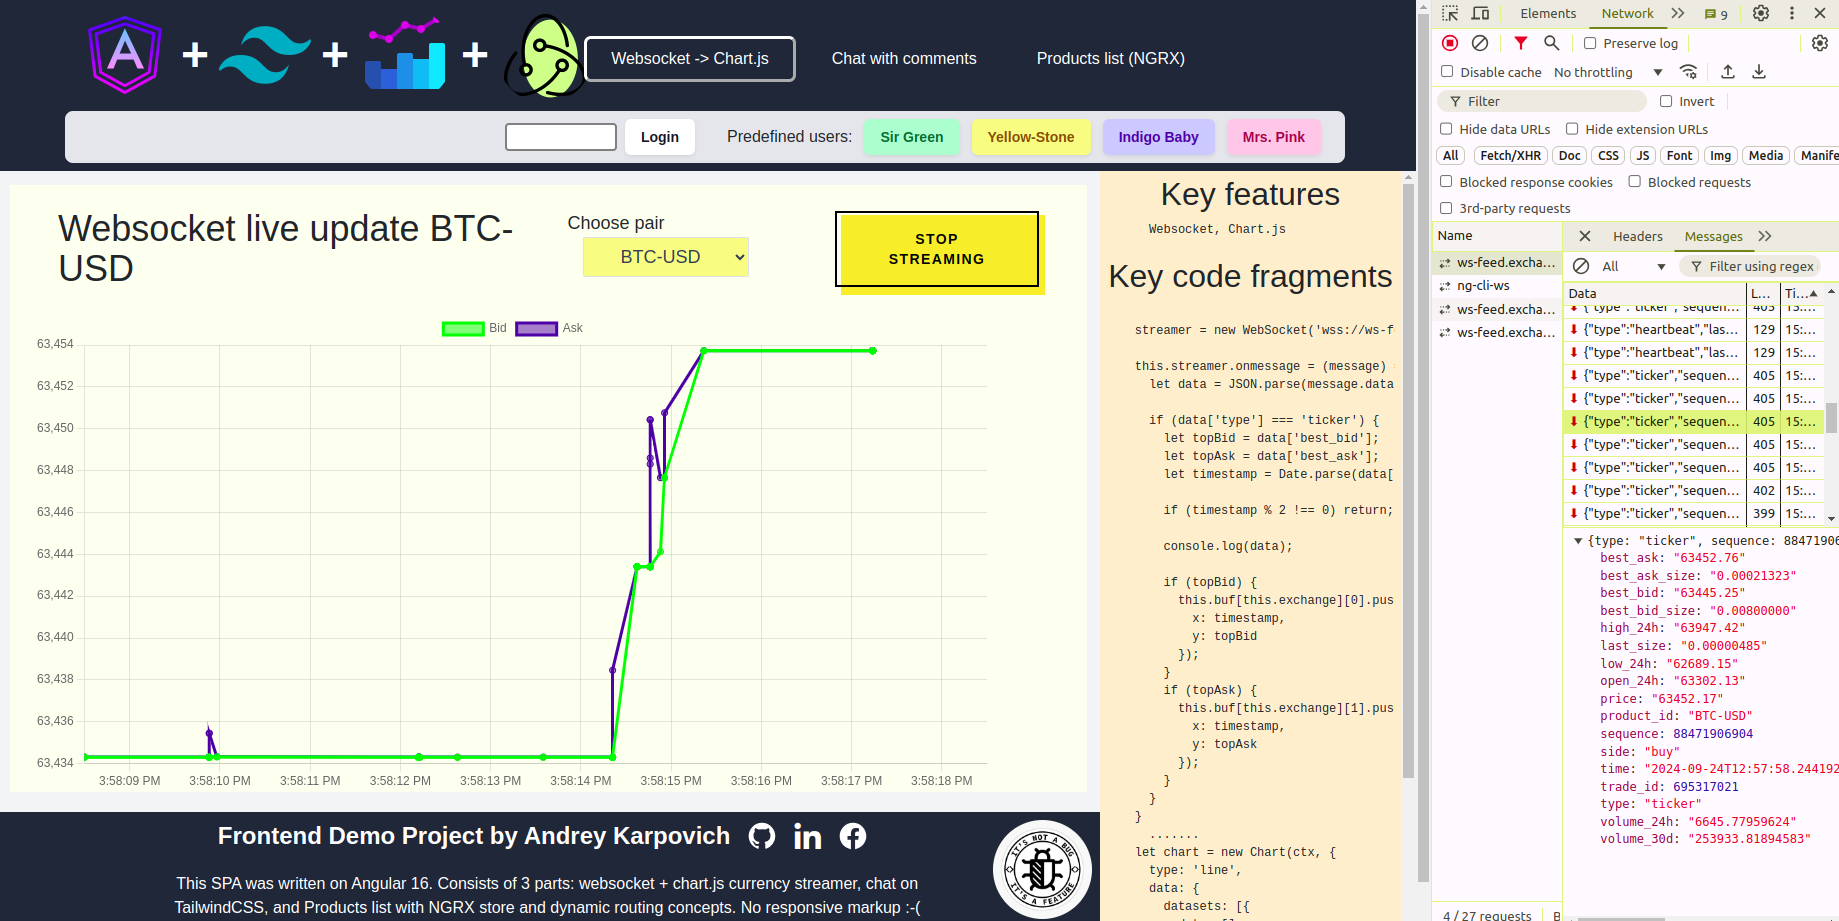 + + +
Websocket -> Chart.js
Chat with comments
Products list (NGRX)
Login
Predefined users:
Sir Green
Yellow-Stone
Indigo Baby
Mrs. Pink
Websocket live update BTC-
USD
Choose pair
BTC-USD
STOP
STREAMING
Bid
Ask
63,454
63,452
63,450
63,448
63,446
63,444
63,442
63,440
63,438
63,436
63,434
3:58:09 PM
3:58:10 PM
3:58:11 PM
3:58:12 PM
3:58:13 PM
3:58:14 PM
3:58:15 PM
3:58:16 PM
3:58:17 PM
3:58:18 PM
Key features
Websocket, Chart.js
Key code fragments
streamer = new WebSocket('wss://ws-f
this.streamer.onmessage = (message)
let data = JSON.parse(message.data
if (data['type'] === 'ticker') {
let topBid = data['best_bid'];
let topAsk = data['best_ask'];
let timestamp = Date.parse(data[
if (timestamp % 2 !== 0) return;
console.log(data);
if (topBid) {
this.buf[this.exchange][0].pus
x: timestamp,
y: topBid
});
}
if (topAsk) {
this.buf[this.exchange][1].pus
x: timestamp,
y: topAsk
});
}
}
}
.......
let chart = new Chart(ctx, {
type: 'line',
data: {
datasets: [{
Frontend Demo Project by Andrey Karpovich
This SPA was written on Angular 16. Consists of 3 parts: websocket + chart.js currency streamer, chat on
TailwindCSS, and Products list with NGRX store and dynamic routing concepts. No responsive markup :-(
IT'S NOT A BUG
IT'S A FEATURE
Elements
Network
9
Preserve log
Disable cache
No throttling
Filter
Invert
Hide data URLs
Hide extension URLs
All
Fetch/XHR
Doc
CSS
JS
Font
Img
Media
Manife
Blocked response cookies
Blocked requests
3rd-party requests
Name
ws-feed.excha...
ng-cli-ws
ws-feed.excha...
ws-feed.excha...
Headers
Messages
All
Filter using regex
Data L... Ti...
{"type":"ticker","sequen... 405 15:...
{"type":"heartbeat","las... 129 15:...
{"type":"heartbeat","las... 129 15:...
{"type":"ticker","sequen... 405 15:...
{"type":"ticker","sequen... 405 15:...
{"type":"ticker","sequen... 405 15:...
{"type":"ticker","sequen... 405 15:...
{"type":"ticker","sequen... 405 15:...
{"type":"ticker","sequen... 402 15:...
{"type":"ticker","sequen... 399 15:...
{type: "ticker", sequence: 88471906
best_ask: "63452.76"
best_ask_size: "0.00021323"
best_bid: "63445.25"
best_bid_size: "0.00800000"
high_24h: "63947.42"
last_size: "0.00000485"
low_24h: "62689.15"
open_24h: "63302.13"
price: "63452.17"
product_id: "BTC-USD"
sequence: 88471906904
side: "buy"
time: "2024-09-24T12:57:58.244192
trade_id: 695317021
type: "ticker"
volume_24h: "6645.77959624"
volume_30d: "253933.81894583"
4 / 27 requests